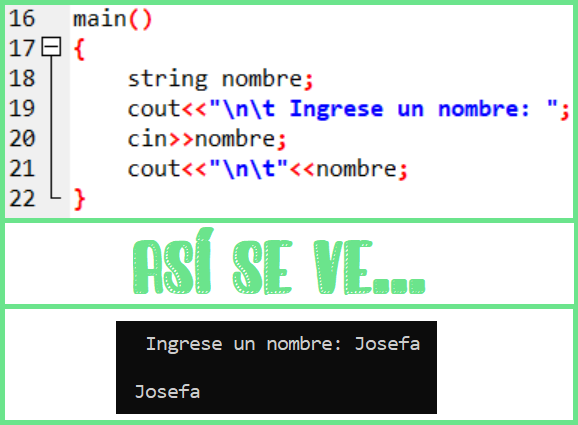 16 main()
17 {
18 string nombre;
19 cout<<"\n\t Ingrese un nombre: ";
20 cin>>nombre;
21 cout<<"\n\t"<<nombre;
22 }
ASÍ SE VE...
Ingrese un nombre: Josefa
Josefa